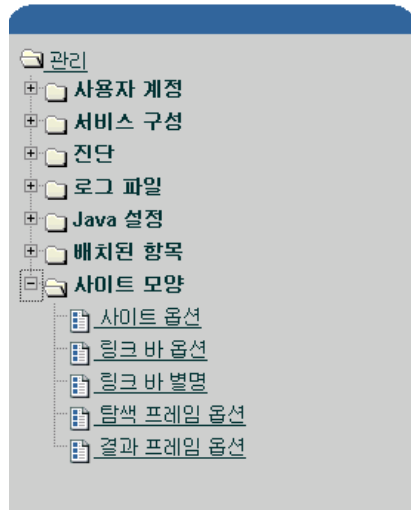 관리
사용자 계정
서비스 구성
진단
로그 파일
Java 설정
배치된 항목
사이트 모양
사이트 옵션
링크 바 옵션
링크 바 별명
탐색 프레임 옵션
결과 프레임 옵션